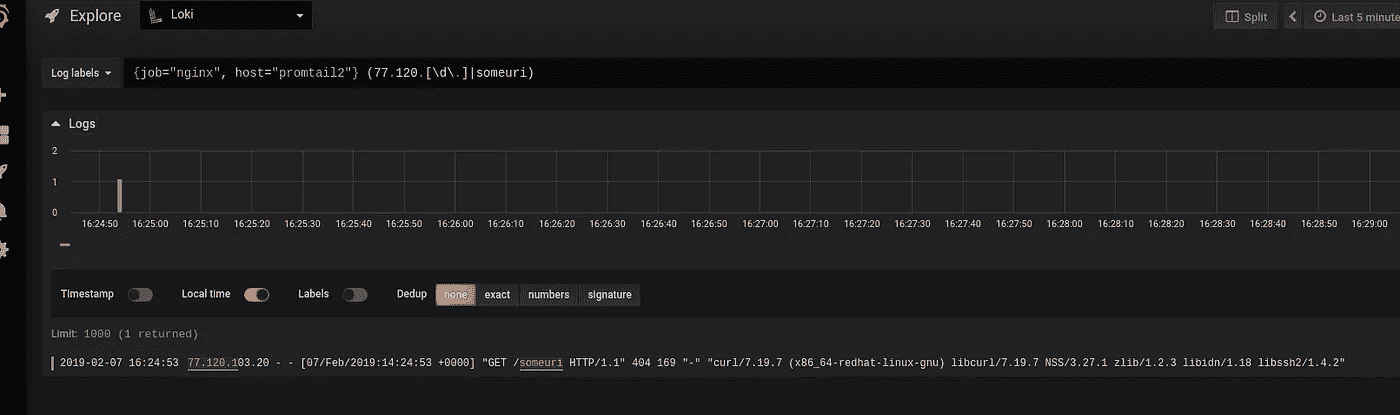 Explore Loki Split Last 5 minute
Log labels {job="nginx", host="promtail2"} (77.120.[\d\.]|someuri)
Logs
2
1
0
16:24:50 16:25:00 16:25:10 16:25:20 16:25:30 16:25:40 16:25:50 16:26:00 16:26:10 16:26:20 16:26:30 16:26:40 16:26:50 16:27:00 16:27:10 16:27:20 16:27:30 16:27:40 16:27:50 16:28:00 16:28:10 16:28:20 16:28:30 16:28:40 16:28:50 16:29:00
Timestamp Local time Labels Dedup none exact numbers signature
Limit: 1000 (1 returned)
2019-02-07 16:24:53 77.120.103.20 - - [07/Feb/2019:14:24:53 +0000] "GET /someuri HTTP/1.1" 404 169 "-" "curl/7.19.7 (x86_64-redhat-linux-gnu) libcurl/7.19.7 NSS/3.27.1 zlib/1.2.3 libidn/1.18 libssh2/1.4.2"